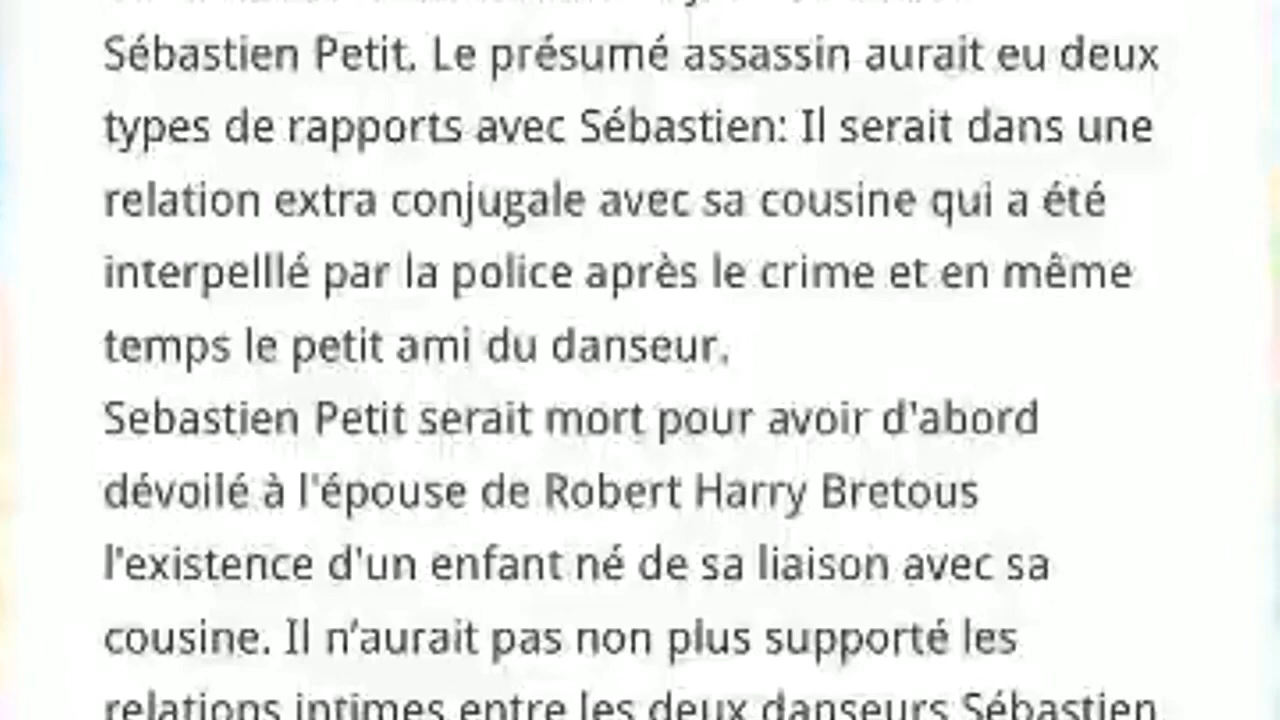 Sébastien Petit. Le présumé assassin aurait eu deux
types de rapports avec Sébastien: Il serait dans une
relation extra conjugale avec sa cousine qui a été
interpelllé par la police après le crime et en même
temps le petit ami du danseur.
Sebastien Petit serait mort pour avoir d'abord
dévoilé à l'épouse de Robert Harry Bretous
l'existence d'un enfant né de sa liaison avec sa
cousine. Il n’aurait pas non plus supporté les
relations intimes entre les deux danseurs Sébastien